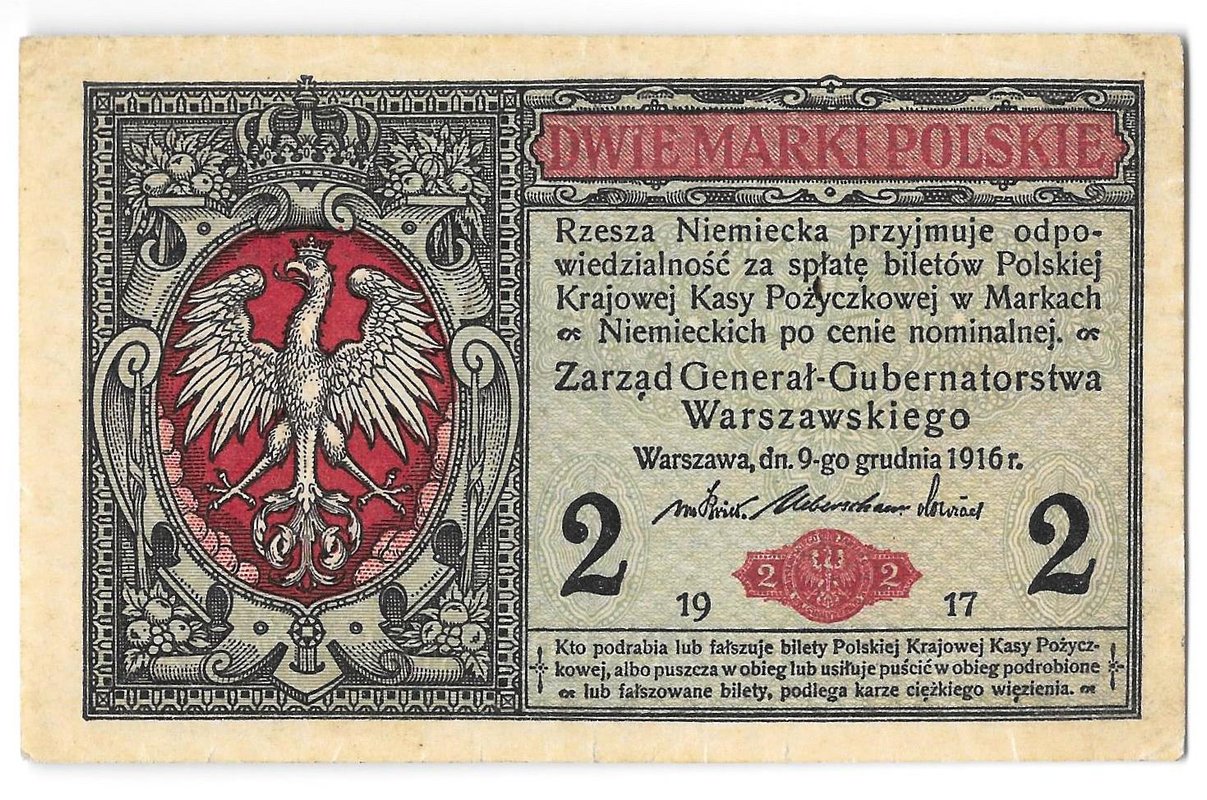 DWIE MARKI POLSKIE
Rzesza Niemiecka przyjmuje odpo-
wiedzialność za spłatę biletów Polskiej
Krajowej Kasy Pożyczkowej w Markach
Niemieckich po cenie nominalnej.
Zarząd Generał-Gubernatorstwa
Warszawskiego
Warszawa, dn. 9-go grudnia 1916 r.
2 2
2 2
19 17
Kto podrabia lub fałszuje bilety Polskiej Krajowej Kasy Pożycz-
kowej, albo puszcza w obieg lub usiłuje puścić w obieg podrobione
lub fałszowane bilety, podlega karze ciężkiego więzienia.